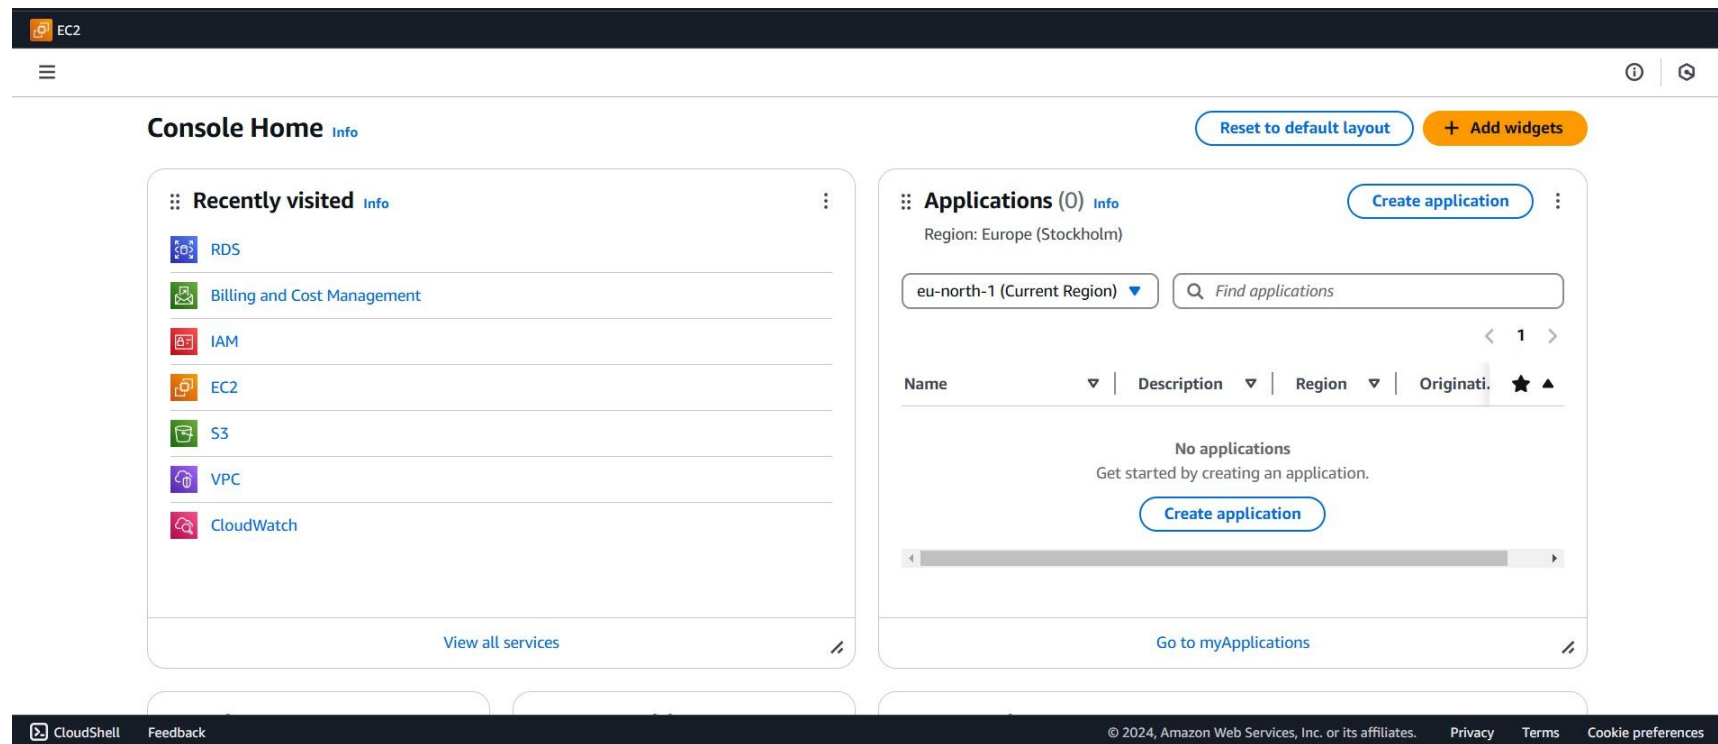 EC2
Console Home Info
Reset to default layout
+ Add widgets
Recently visited Info
RDS
Billing and Cost Management
IAM
EC2
S3
VPC
CloudWatch
View all services
Applications (0) Info
Create application
Region: Europe (Stockholm)
eu-north-1 (Current Region)
Find applications
1
Name Description Region Originati.
No applications
Get started by creating an application.
Create application
Go to myApplications
CloudShell Feedback © 2024, Amazon Web Services, Inc. or its affiliates. Privacy Terms Cookie preferences